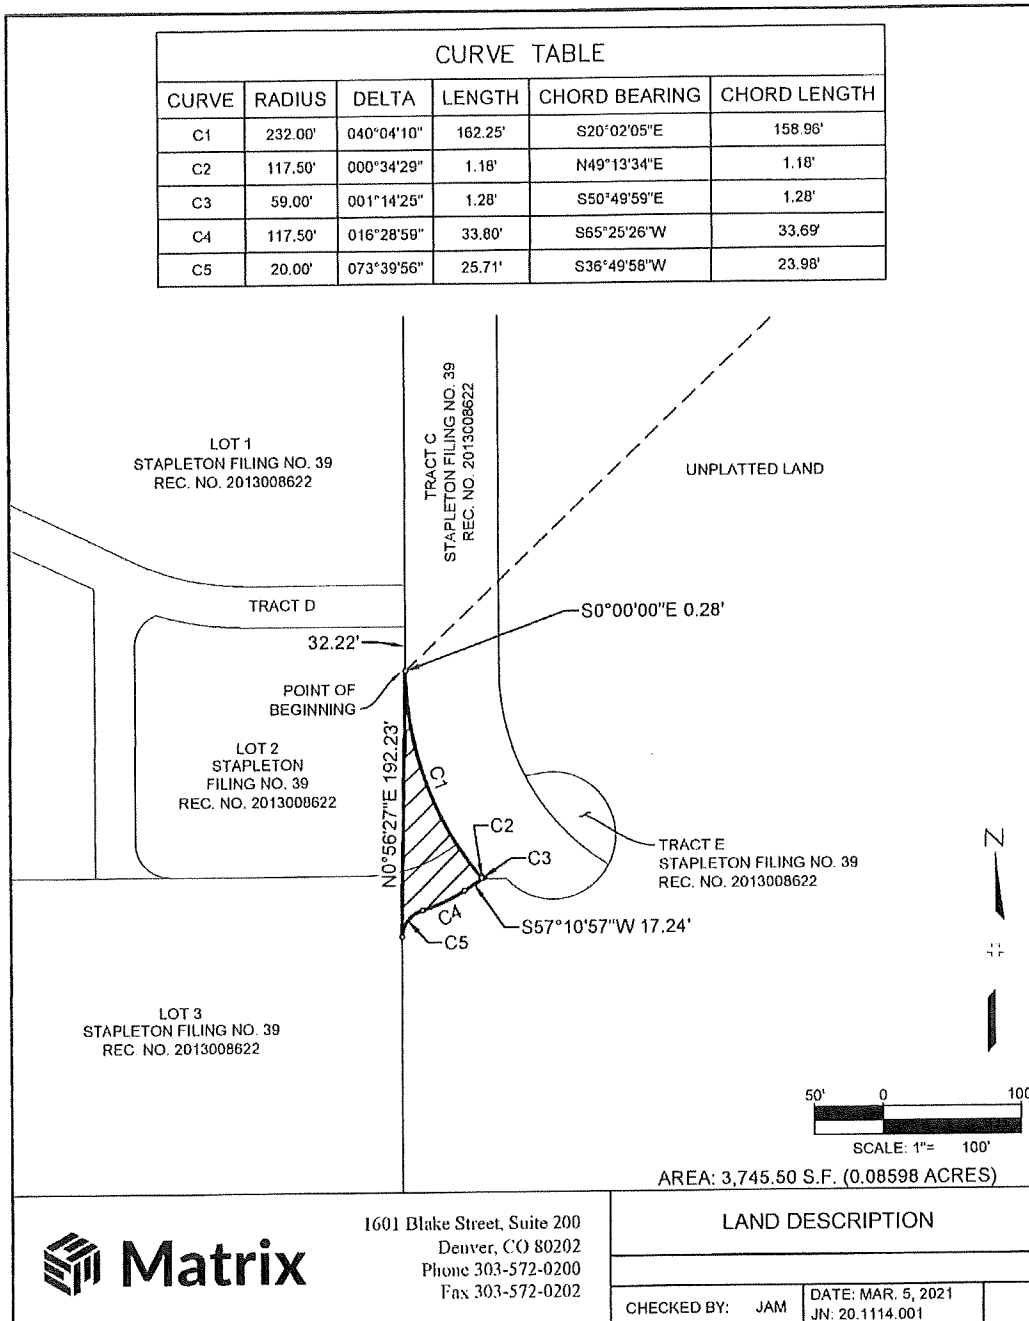 CURVE TABLE
CURVE RADIUS DELTA LENGTH CHORD BEARING CHORD LENGTH
C1 232.00' 040°04'10" 162.25' S20°02'05"E 158.96'
C2 117.50' 000°34'29" 1.18' N49°13'34"E 1.18'
C3 59.00' 001°14'25" 1.28' S50°49'59"E 1.28'
C4 117.50' 016°28'59" 33.80' S65°25'26"W 33.69'
C5 20.00' 073°39'56" 25.71' S36°49'58"W 23.98'
LOT 1
STAPLETON FILING NO. 39
REC. NO. 2013008622
TRACT C
STAPLETON FILING NO. 39
REC. NO. 2013008622
UNPLATTED LAND
TRACT D
S0°00'00"E 0.28'
32.22'
POINT OF
BEGINNING
LOT 2
STAPLETON
FILING NO. 39
REC. NO. 2013008622
N0°56'27"E 192.23'
C1
C2
C3
TRACT E
STAPLETON FILING NO. 39
REC. NO. 2013008622
N
C4
S57°10'57"W 17.24'
C5
LOT 3
STAPLETON FILING NO. 39
REC. NO. 2013008622
50' 0 100
SCALE: 1"= 100'
AREA: 3,745.50 S.F. (0.08598 ACRES)
Matrix
1601 Blake Street, Suite 200
Denver, CO 80202
Phone 303-572-0200
Fax 303-572-0202
LAND DESCRIPTION
CHECKED BY: JAM
DATE: MAR. 5, 2021
JN: 20.1114.001